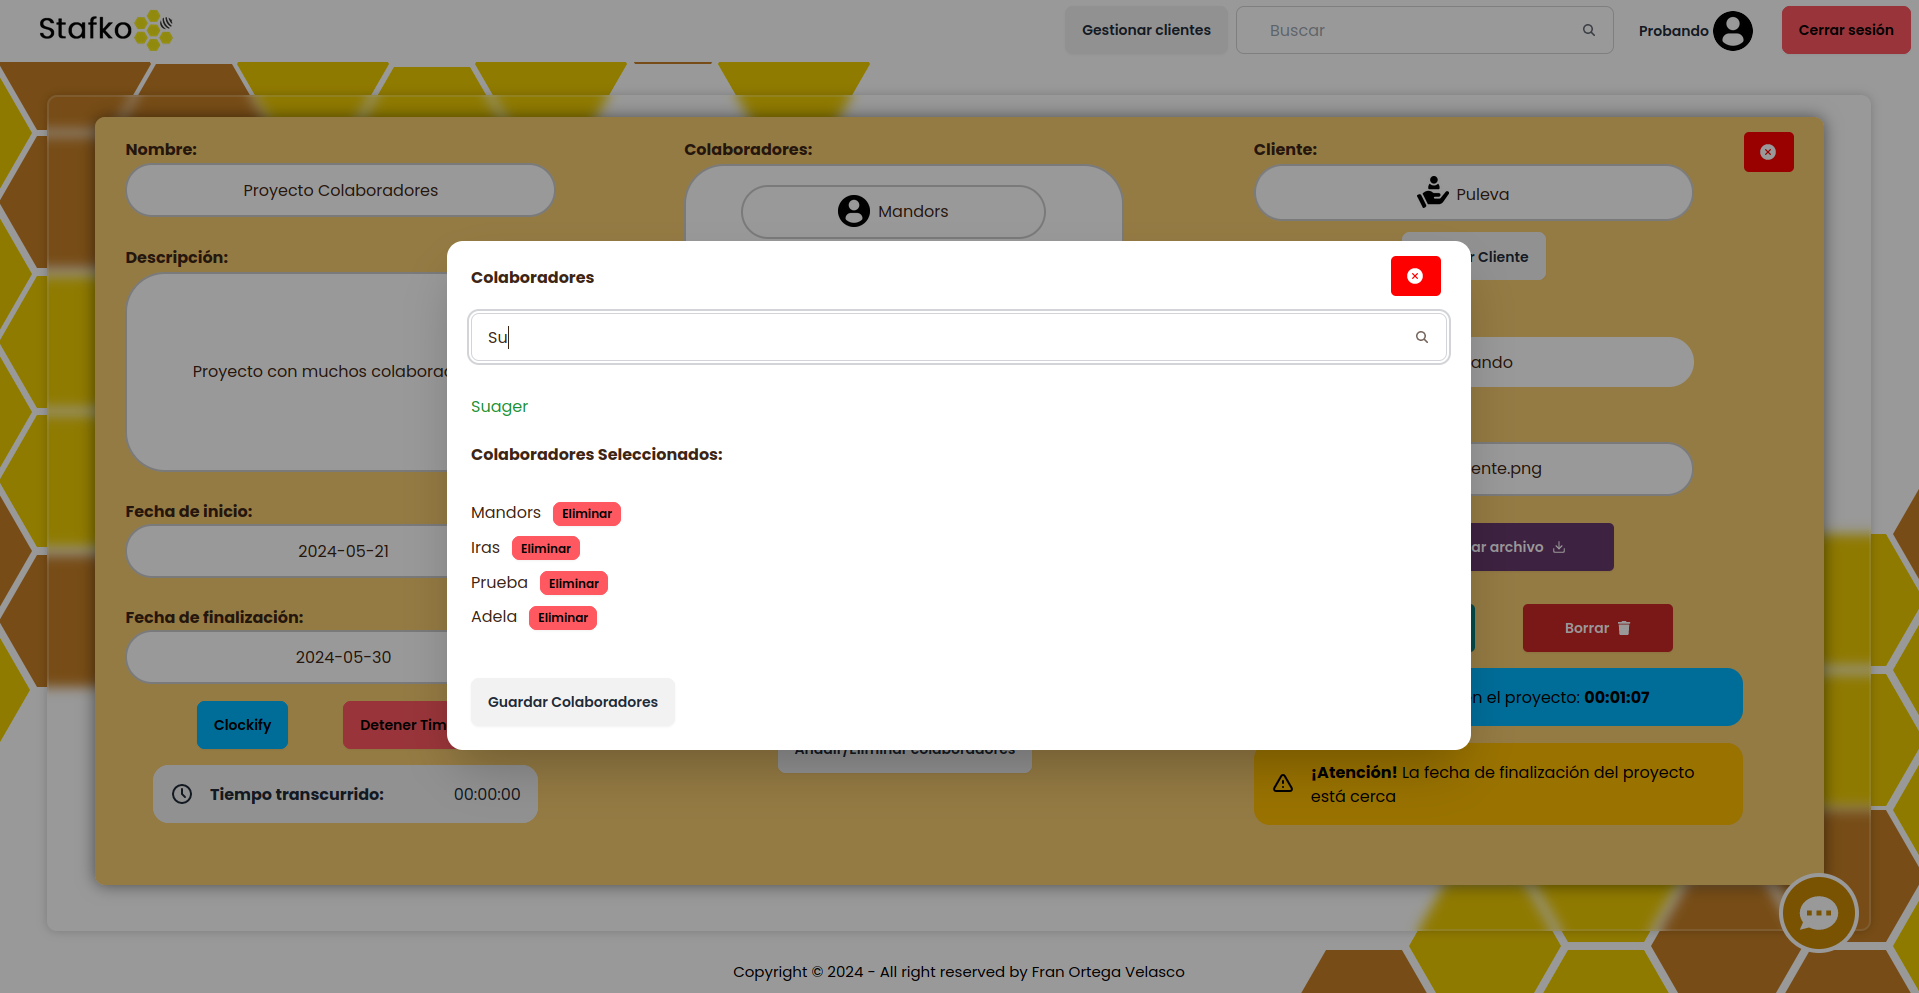 Stafko
Gestionar clientes
Buscar
Probando
Cerrar sesión
Nombre:
Proyecto Colaboradores
Colaboradores:
Mandors
Cliente:
Puleva
Descripción:
Proyecto con muchos
r Cliente
Colaboradores
Su
Suager
Colaboradores Seleccionados:
Mandors Eliminar
Iras Eliminar
Prueba Eliminar
Adela Eliminar
Guardar Colaboradores
ando
ente.png
ar archivo
Borrar
n el proyecto: 00:01:07
Fecha de inicio:
2024-05-21
Fecha de finalización:
2024-05-30
Clockify
Detener Tim
Tiempo transcurrido: 00:00:00
Añadir/Eliminar colaboradores
¡Atención! La fecha de finalización del proyecto
está cerca
Copyright © 2024 - All right reserved by Fran Ortega Velasco